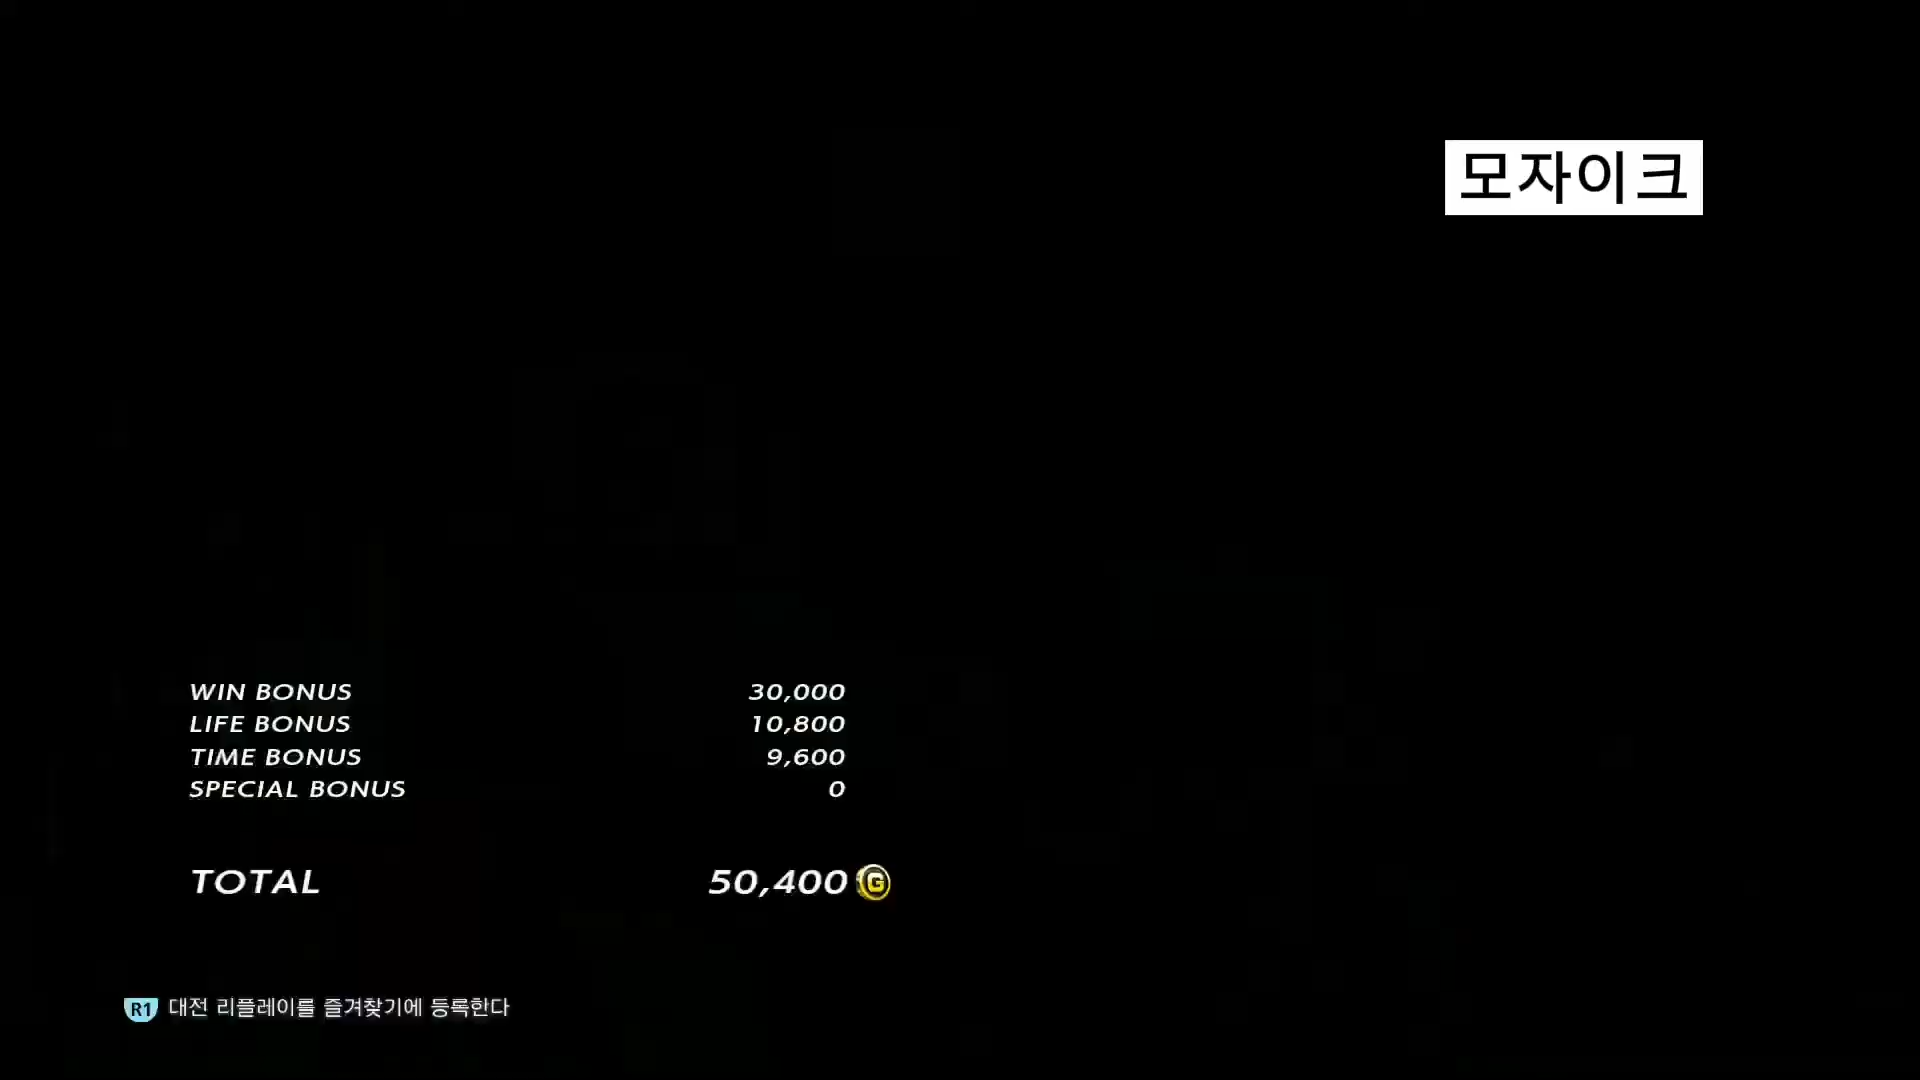 모자이크
WIN BONUS 30,000
LIFE BONUS 10,800
TIME BONUS 9,600
SPECIAL BONUS 0
TOTAL 50,400 G
R1 대전 리플레이를 즐겨찾기에 등록한다